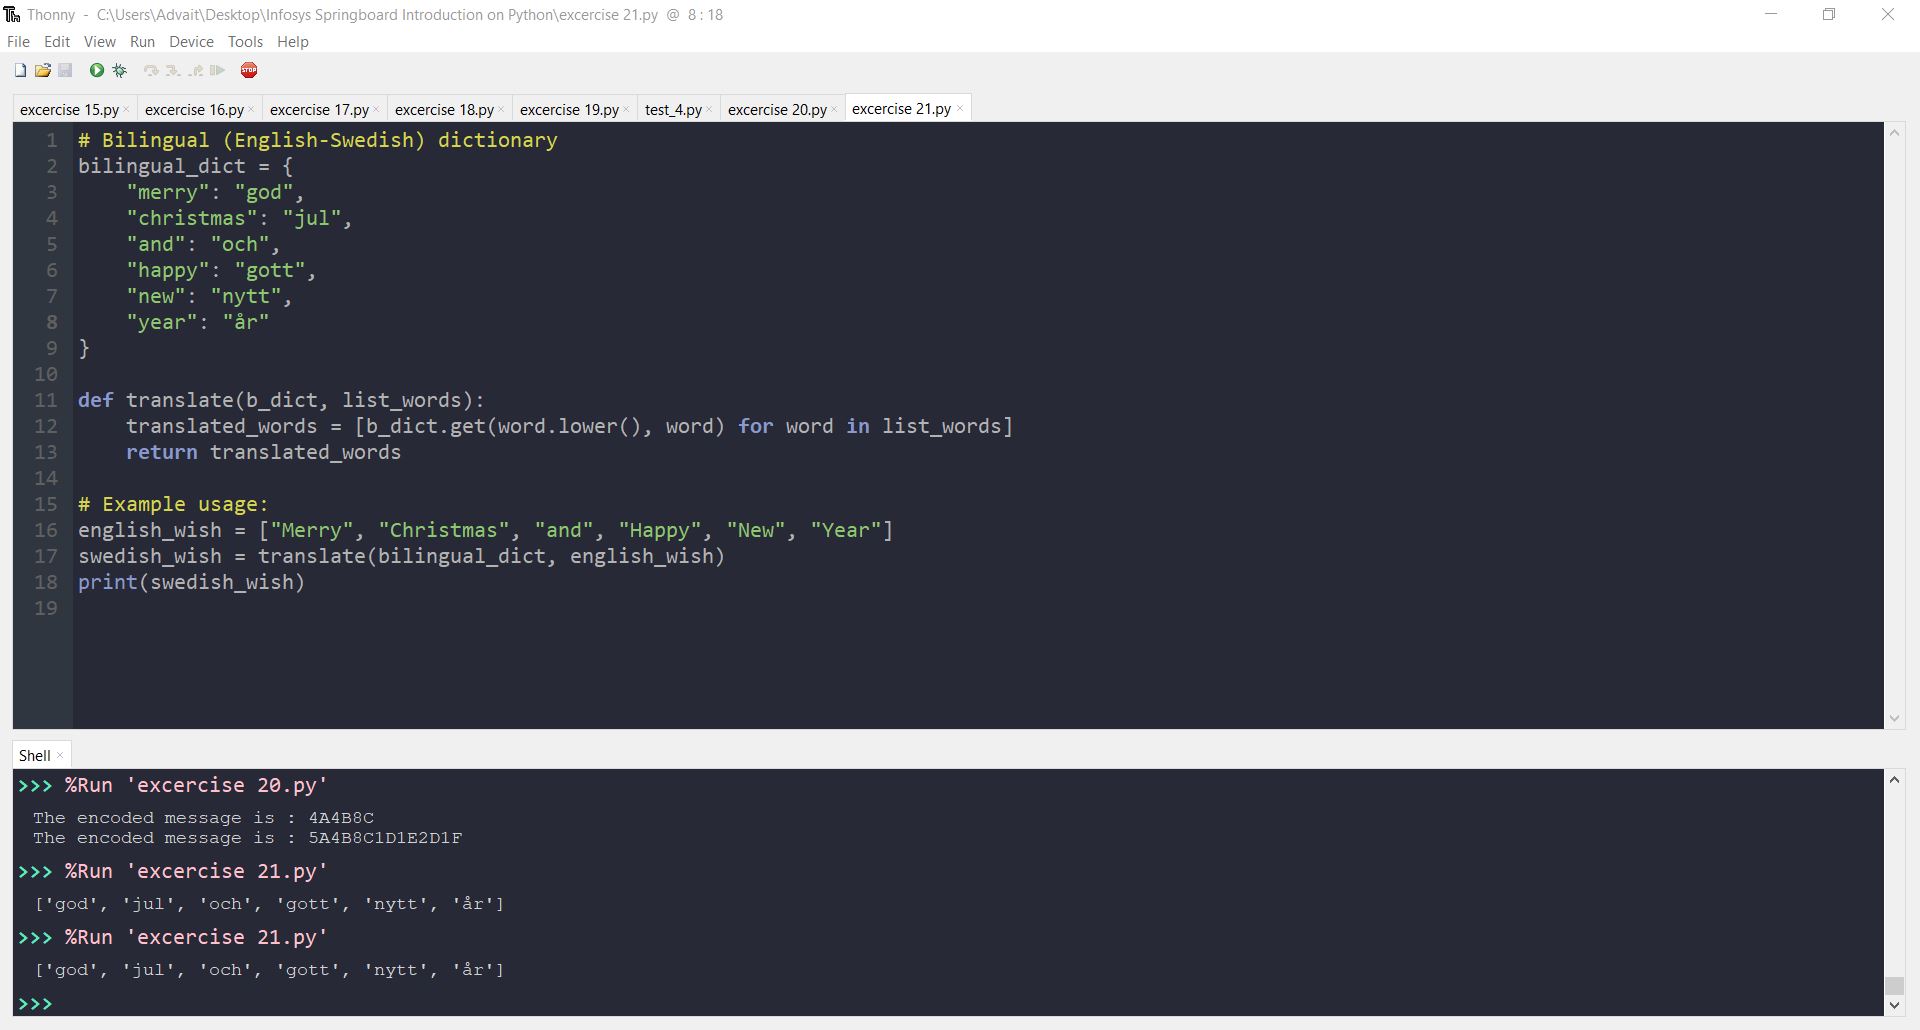 Thonny - C:\Users\Advait\Desktop\Infosys Springboard Introduction on Python\excercise 21.py @ 8 : 18
File Edit View Run Device Tools Help
STOP
excercise 15.py × excercise 16.py × excercise 17.py × excercise 18.py × excercise 19.py × test_4.py × excercise 20.py × excercise 21.py ×
1 # Bilingual (English-Swedish) dictionary
2 bilingual_dict = {
3     "merry": "god",
4     "christmas": "jul",
5     "and": "och",
6     "happy": "gott",
7     "new": "nytt",
8     "year": "år"
9 }
10
11 def translate(b_dict, list_words):
12     translated_words = [b_dict.get(word.lower(), word) for word in list_words]
13     return translated_words
14
15 # Example usage:
16 english_wish = ["Merry", "Christmas", "and", "Happy", "New", "Year"]
17 swedish_wish = translate(bilingual_dict, english_wish)
18 print(swedish_wish)
19
Shell ×
>>> %Run 'excercise 20.py'
The encoded message is : 4A4B8C
The encoded message is : 5A4B8C1D1E2D1F
>>> %Run 'excercise 21.py'
['god', 'jul', 'och', 'gott', 'nytt', 'år']
>>> %Run 'excercise 21.py'
['god', 'jul', 'och', 'gott', 'nytt', 'år']
>>>